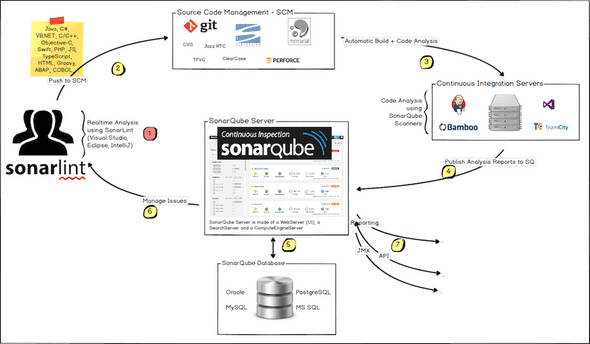 Source Code Management - SCM
git
CVS
Jazz RTC
mercurial
TFVC
ClearCase
PERFORCE
Java, C#,
VB.NET, C/C++,
Objective-C,
Swift, PHP, JS,
TypeScript,
HTML, Groovy,
ABAP, COBOL
2
Push to SCM
Automatic Build + Code Analysis
3
Continuous Integration Servers
Code Analysis
using
SonarQube
Scanners
Bamboo
TeamCity
Realtime Analysis
using SonarLint
(Visual Studio,
Eclipse, IntelliJ)
1
sonarlint
SonarQube Server
Continuous Inspection
sonarqube
SonarQube Server is made of a WebServer (UI), a
SearchServer and a ComputeEngineServer
Publish Analysis Reports to SQ
4
Manage Issues
6
5
Reporting
7
JMX
API
...
...
...
SonarQube Database
Oracle
PostgreSQL
MySQL
MS SQL